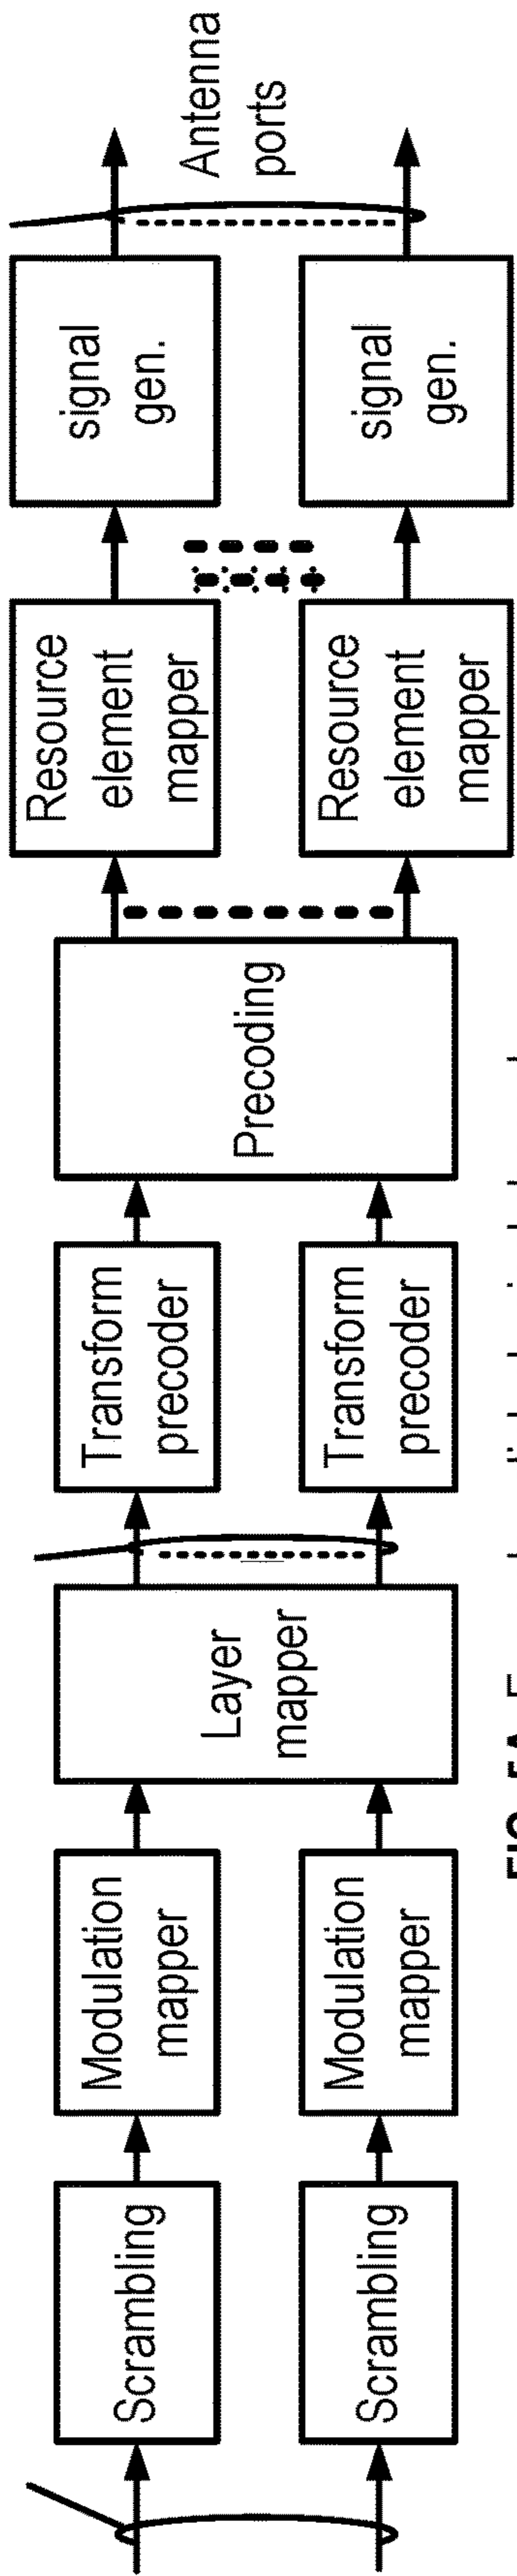 Scrambling
Scrambling
Modulation
mapper
Modulation
mapper
Layer
mapper
Transform
precoder
Transform
precoder
Precoding
Resource
element
mapper
Resource
element
mapper
signal
gen.
signal
gen.
Antenna
ports